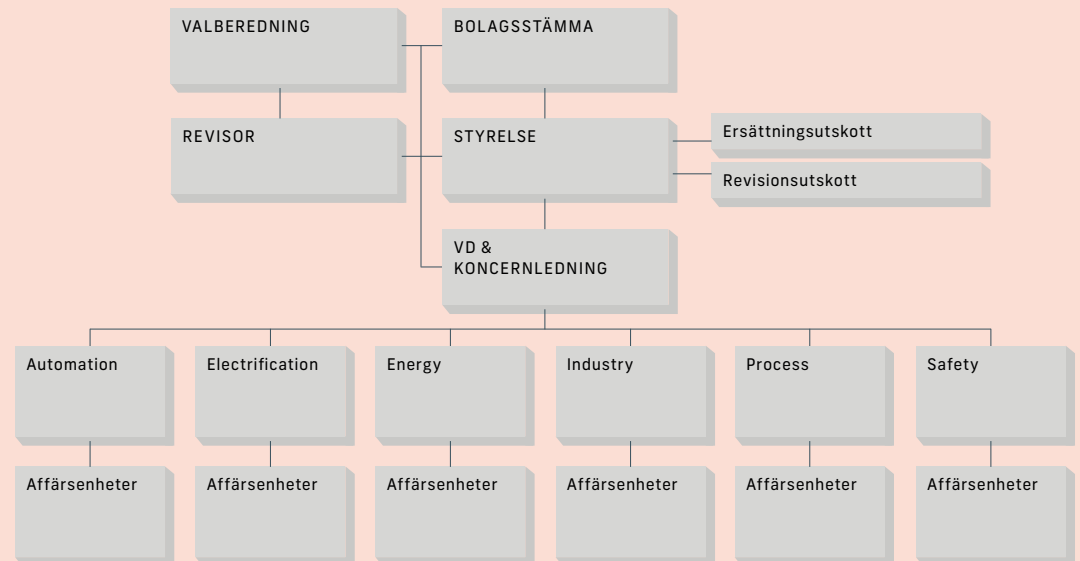 VALBEREDNING
BOLAGSSTÄMMA
REVISOR
STYRELSE
Ersättningsutskott
Revisionsutskott
VD &
KONCERNLEDNING
Automation
Electrification
Energy
Industry
Process
Safety
Affärsenheter
Affärsenheter
Affärsenheter
Affärsenheter
Affärsenheter
Affärsenheter